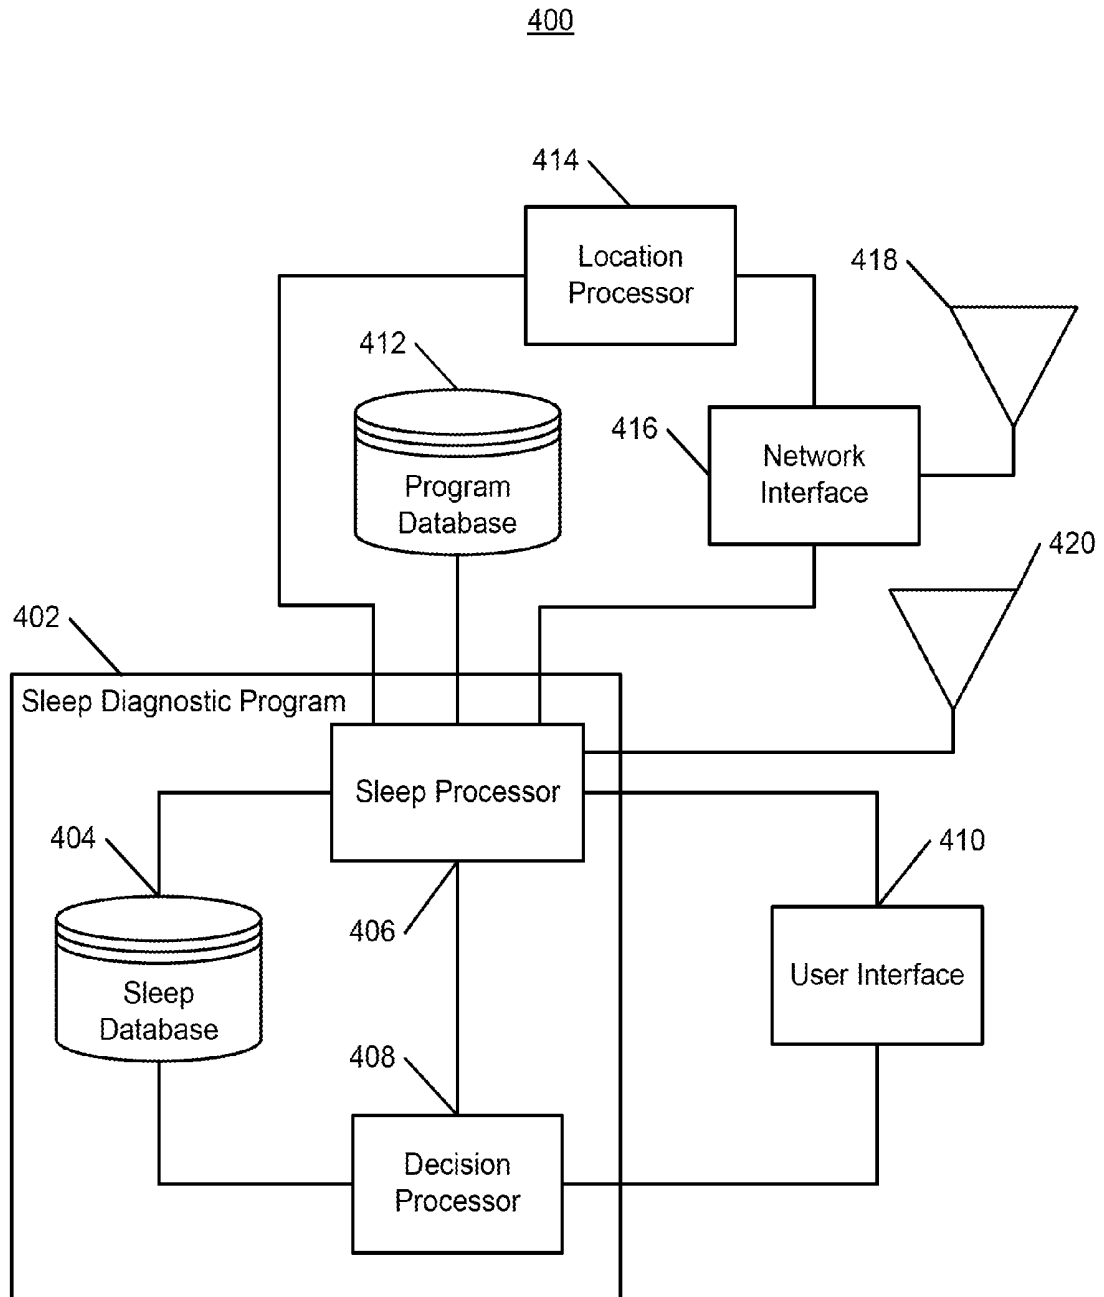 400
414
Location
Processor
418
412
Program
Database
416
Network
Interface
420
402
Sleep Diagnostic Program
Sleep Processor
404
406
410
Sleep
Database
User Interface
408
Decision
Processor